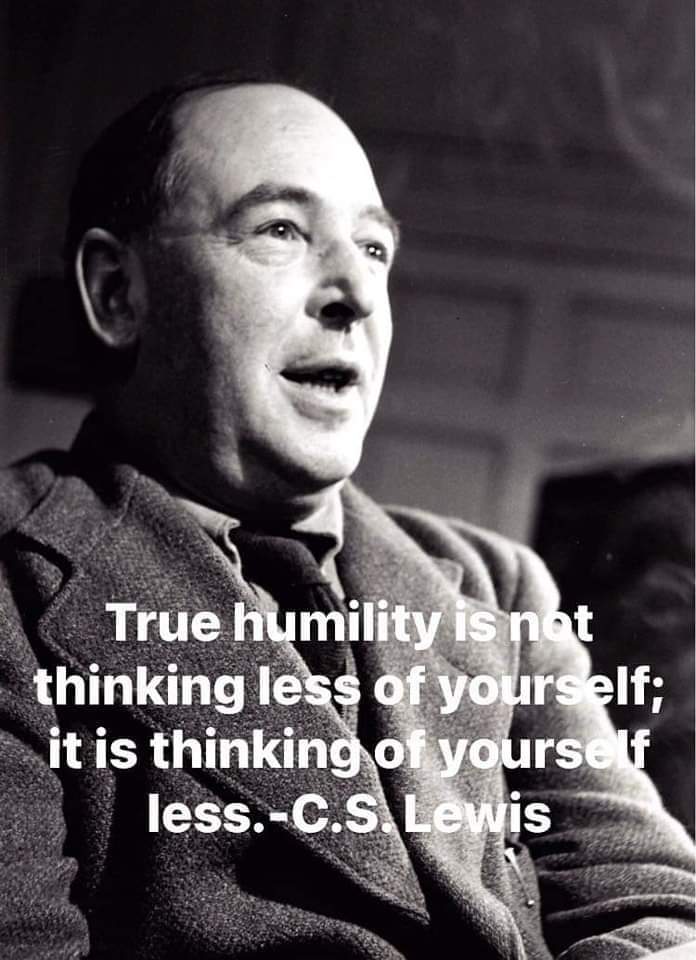 True humility is not
thinking less of yourself;
it is thinking of yourself
less.-C.S. Lewis